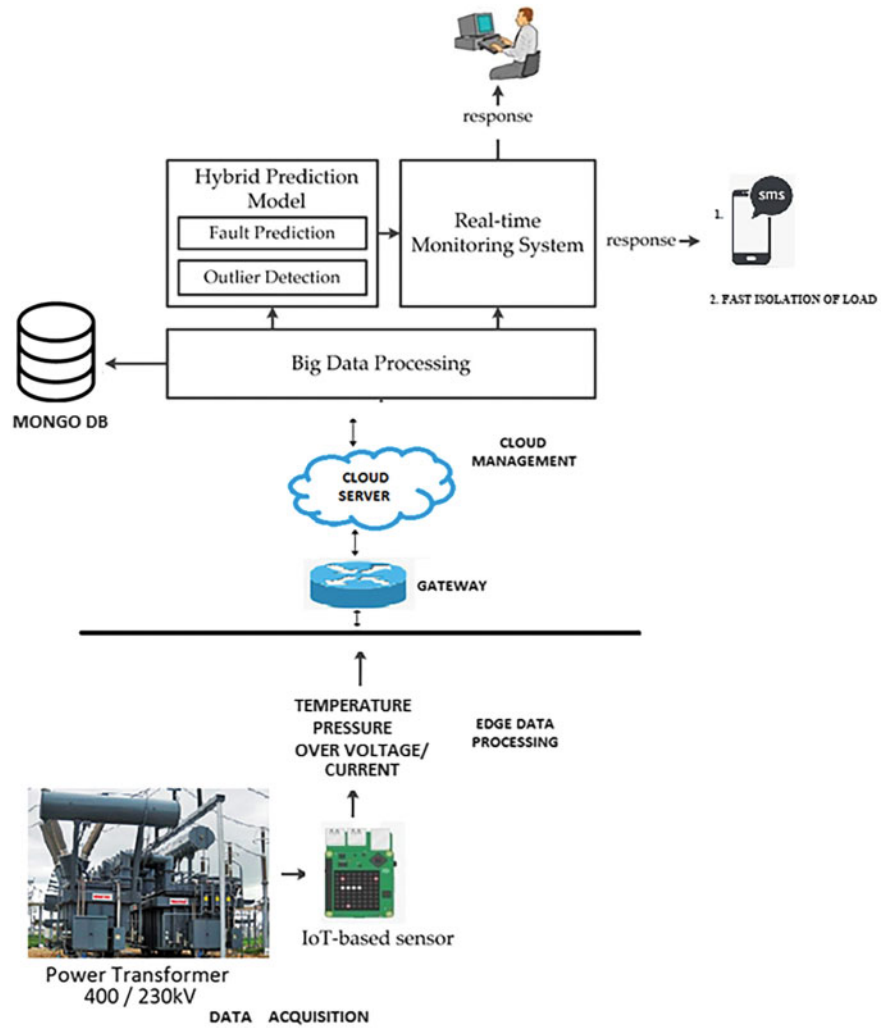 response
Hybrid Prediction
Model
Fault Prediction
Outlier Detection
Real-time
Monitoring System
response
1.
sms
2. FAST ISOLATION OF LOAD
Big Data Processing
MONGO DB
CLOUD
MANAGEMENT
CLOUD
SERVER
GATEWAY
TEMPERATURE
PRESSURE
OVER VOLTAGE/
CURRENT
EDGE DATA
PROCESSING
IoT-based sensor
Power Transformer
400 / 230kV
DATA ACQUISITION